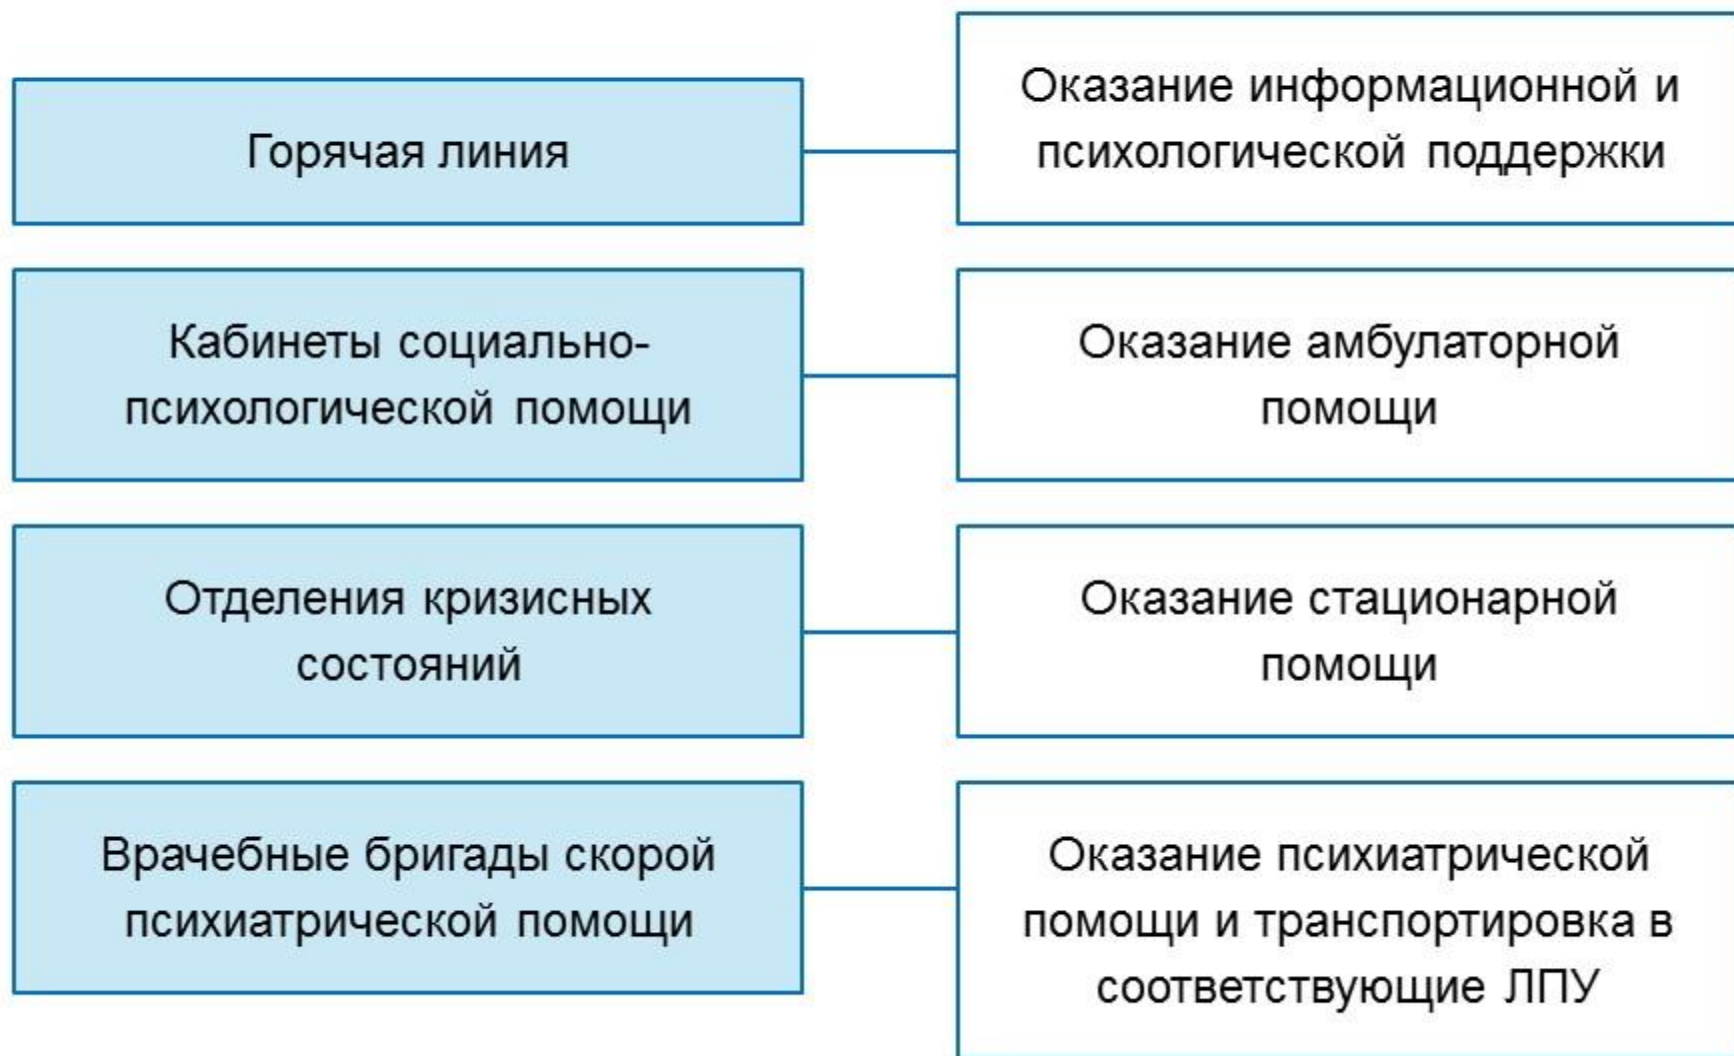 Горячая линия
Оказание информационной и
психологической поддержки
Кабинеты социально-
психологической помощи
Оказание амбулаторной
помощи
Отделения кризисных
состояний
Оказание стационарной
помощи
Врачебные бригады скорой
психиатрической помощи
Оказание психиатрической
помощи и транспортировка в
соответствующие ЛПУ